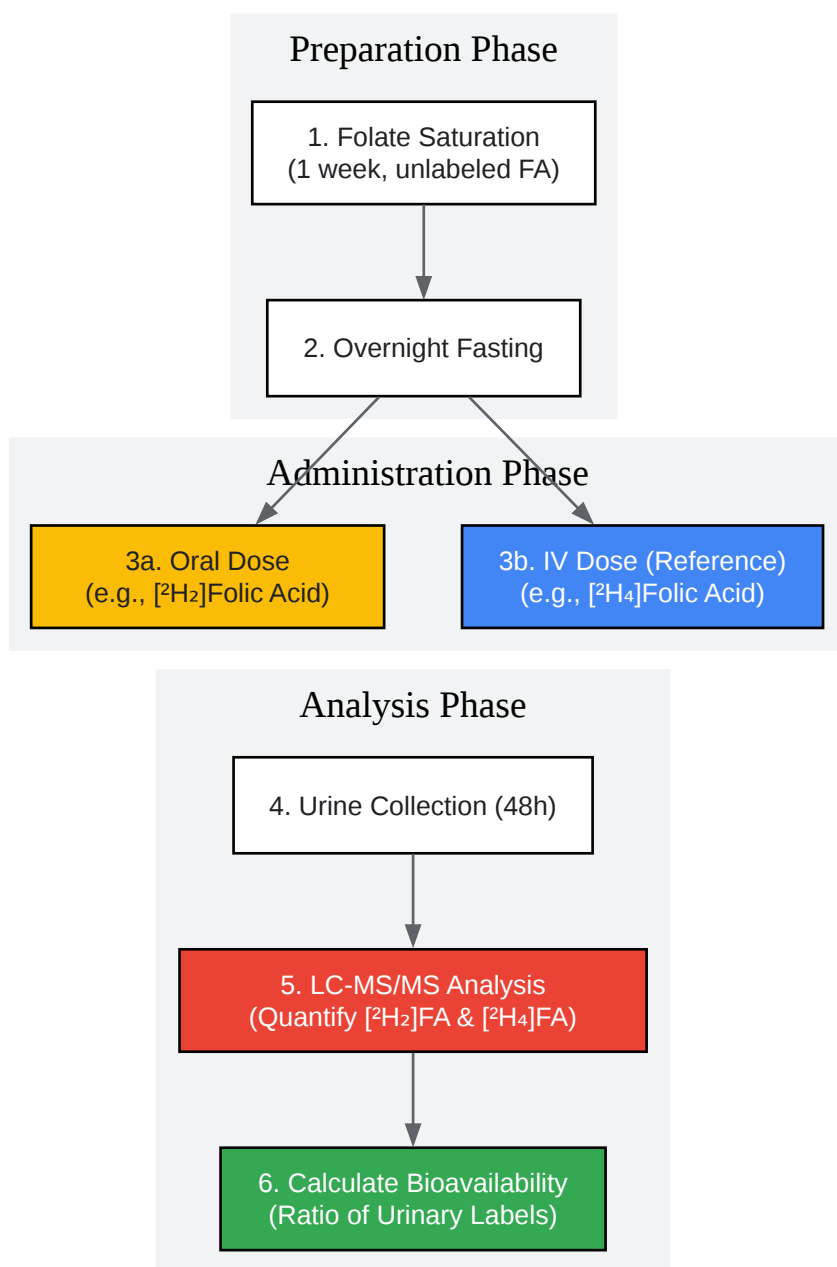 Preparation Phase
1. Folate Saturation
(1 week, unlabeled FA)
2. Overnight Fasting
Administration Phase
3a. Oral Dose
(e.g., [²H₂]Folic Acid)
3b. IV Dose (Reference)
(e.g., [²H₄]Folic Acid)
Analysis Phase
4. Urine Collection (48h)
5. LC-MS/MS Analysis
(Quantify [²H₂]FA & [²H₄]FA)
6. Calculate Bioavailability
(Ratio of Urinary Labels)